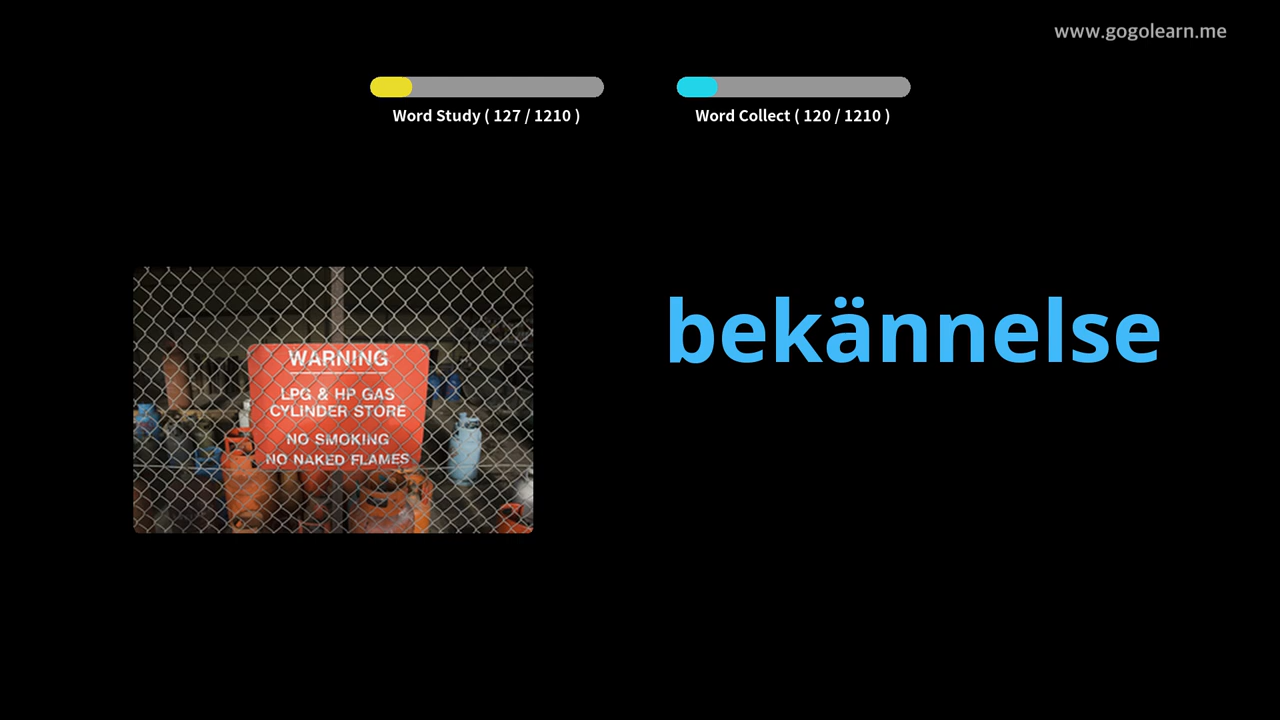 www.gogolearn.me
Word Study ( 127 / 1210 )
Word Collect ( 120 / 1210 )
bekännelse
WARNING
LPG & HP GAS
CYLINDER STORE
NO SMOKING
NO NAKED FLAMES